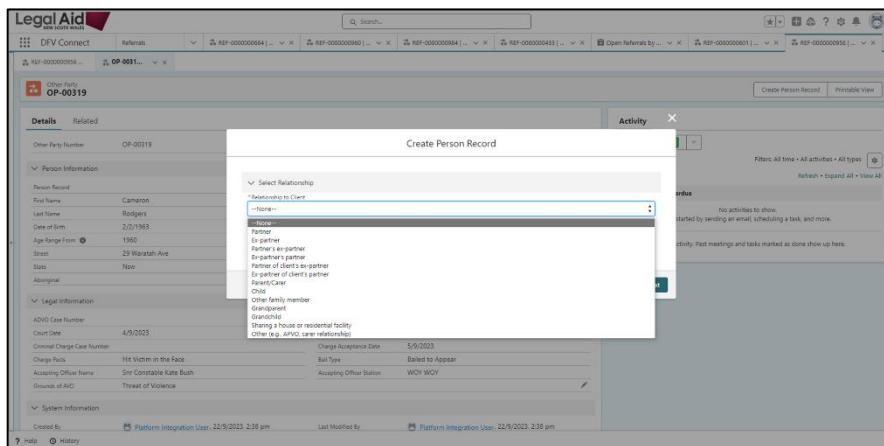 Legal Aid
NEW SOUTH WALES
Search...
DFV Connect
Referrals
REF-0000000664 | ...
REF-0000000960 | ...
REF-0000000984 | ...
REF-0000000433 | ...
Open Referrals by ...
REF-0000000601 | ...
REF-0000000956 | ...
REF-0000000956 ...
OP-0031...
Other Party
OP-00319
Create Person Record
Printable View
Details
Related
Activity
Other Party Number
OP-00319
Create Person Record
Person Information
Filters: All time • All activities • All types
Refresh • Expand All • View All
Select Relationship
*Relationship to Client
--None--
--None--
Partner
Ex-partner
Partner's ex-partner
Ex-partner's partner
Partner of client's ex-partner
Ex-partner of client's partner
Parent/Carer
Child
Other family member
Grandparent
Grandchild
Sharing a house or residential facility
Other (e.g., APVO, carer relationship)
Person Record
First Name
Cameron
Last Name
Rodgers
Date of Birth
2/2/1963
Age Range From
1960
Street
29 Waratah Ave
State
Nsw
Aboriginal
No activities to show.
started by sending an email, scheduling a task, and more.
activity. Past meetings and tasks marked as done show up here.
Legal Information
ADVO Case Number
Court Date
4/9/2023
Criminal Charge Case Number
Charge Acceptance Date
5/9/2023
Charge Facts
Hit Victim in the Face
Bail Type
Bailed to Appear
Accepting Officer Name
Snr Constable Kate Bush
Accepting Officer Station
WOY WOY
Grounds of AVO
Threat of Violence
System Information
Created By
Platform Integration User, 22/9/2023, 2:38 pm
Last Modified By
Platform Integration User, 22/9/2023, 2:38 pm
Help
History